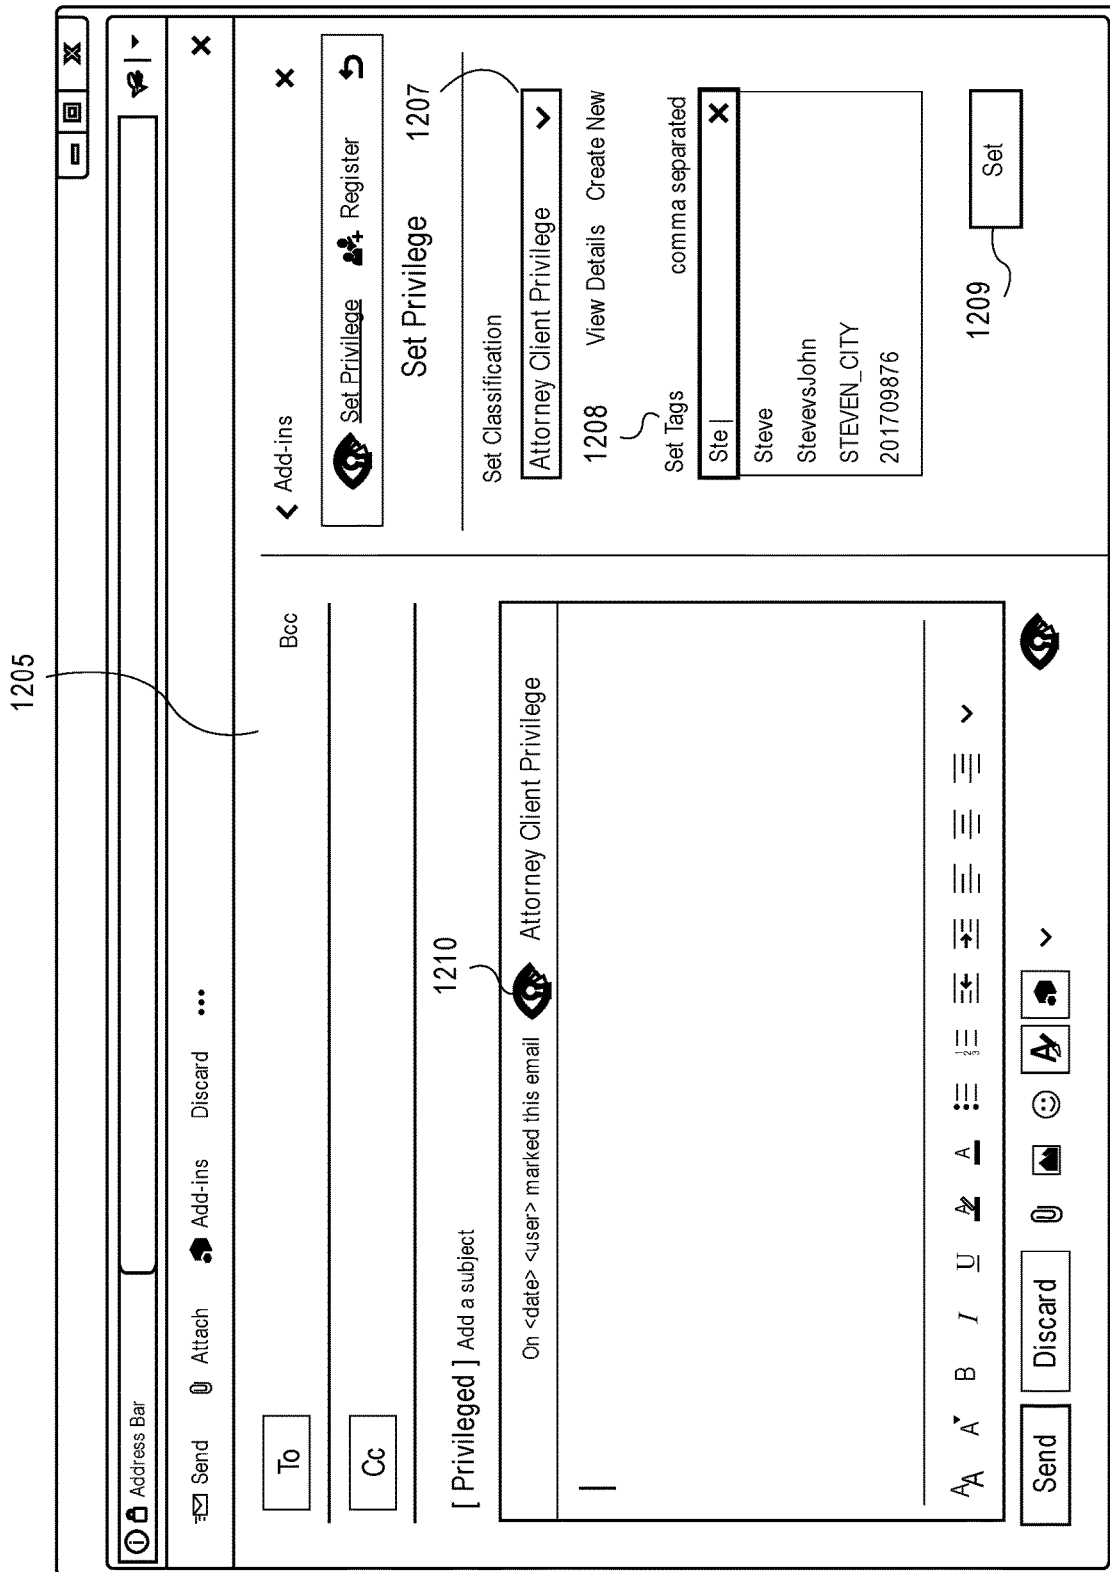 1205
Address Bar
Send Attach Add-ins Discard ...
To Bcc
Cc
[ Privileged ] Add a subject
1210
On <date> <user> marked this email Attorney Client Privilege
AA A B I U A A
Send Discard
Add-ins
Set Privilege Register
Set Privilege
1207
Set Classification
Attorney Client Privilege
View Details Create New
1208
Set Tags comma separated
Ste |
Steve
StevevsJohn
STEVEN_CITY
201709876
1209
Set